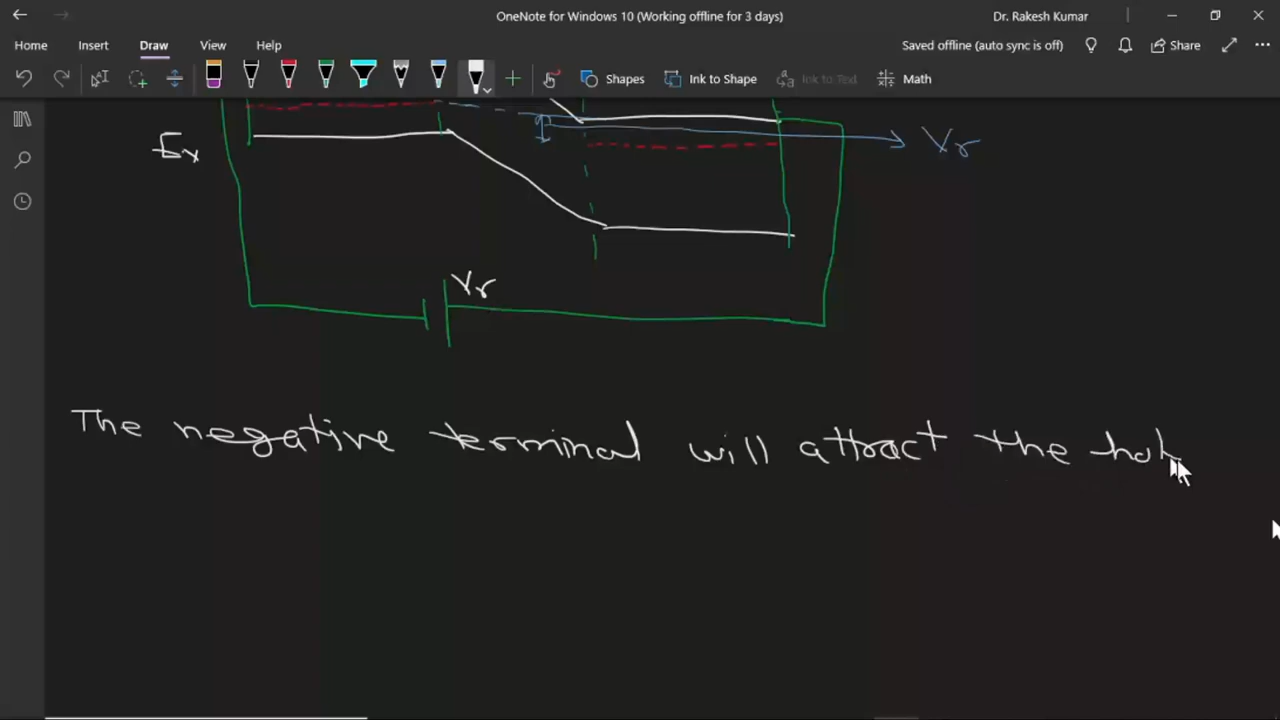 OneNote for Windows 10 (Working offline for 3 days)
Dr. Rakesh Kumar
Home Insert Draw View Help
Saved offline (auto sync is off)
Share
Shapes
Ink to Shape
Ink to Text
Math
Vr
Vr
The negative terminal will attract the